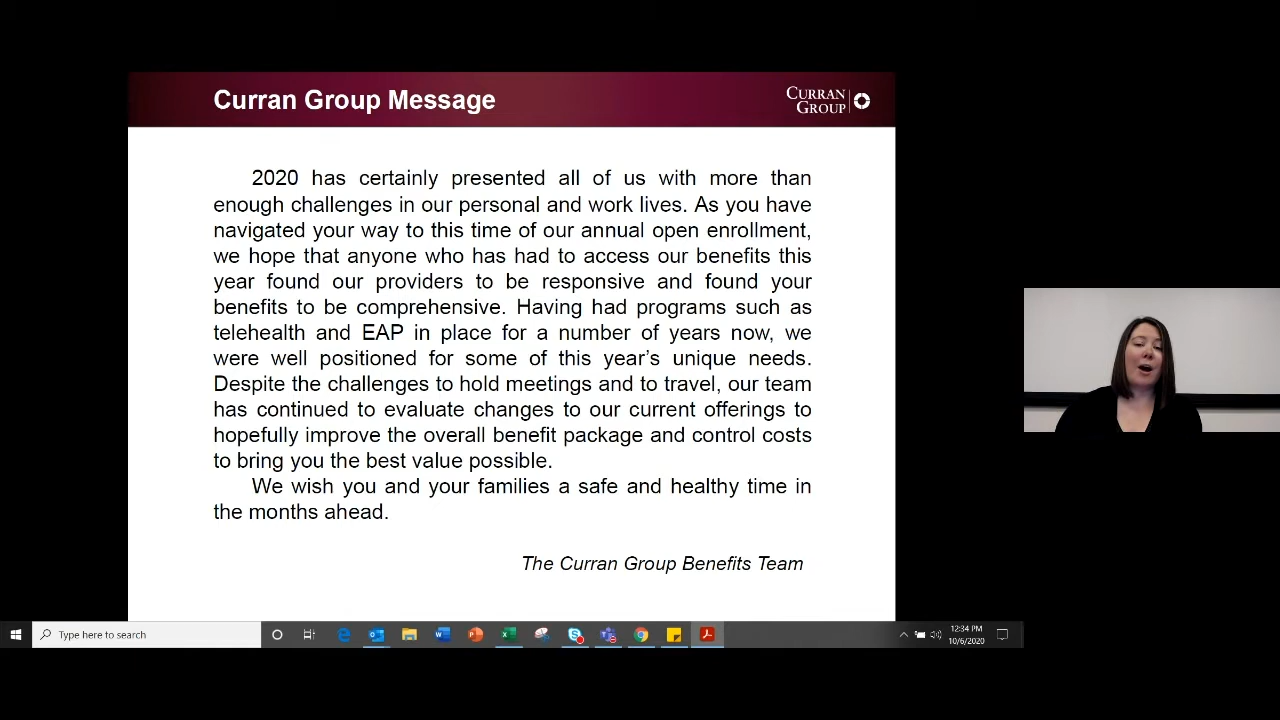 Curran Group Message
CURRAN
GROUP
2020 has certainly presented all of us with more than
enough challenges in our personal and work lives. As you have
navigated your way to this time of our annual open enrollment,
we hope that anyone who has had to access our benefits this
year found our providers to be responsive and found your
benefits to be comprehensive. Having had programs such as
telehealth and EAP in place for a number of years now, we
were well positioned for some of this year's unique needs.
Despite the challenges to hold meetings and to travel, our team
has continued to evaluate changes to our current offerings to
hopefully improve the overall benefit package and control costs
to bring you the best value possible.
We wish you and your families a safe and healthy time in
the months ahead.
The Curran Group Benefits Team
Type here to search
12:34 PM
10/6/2020